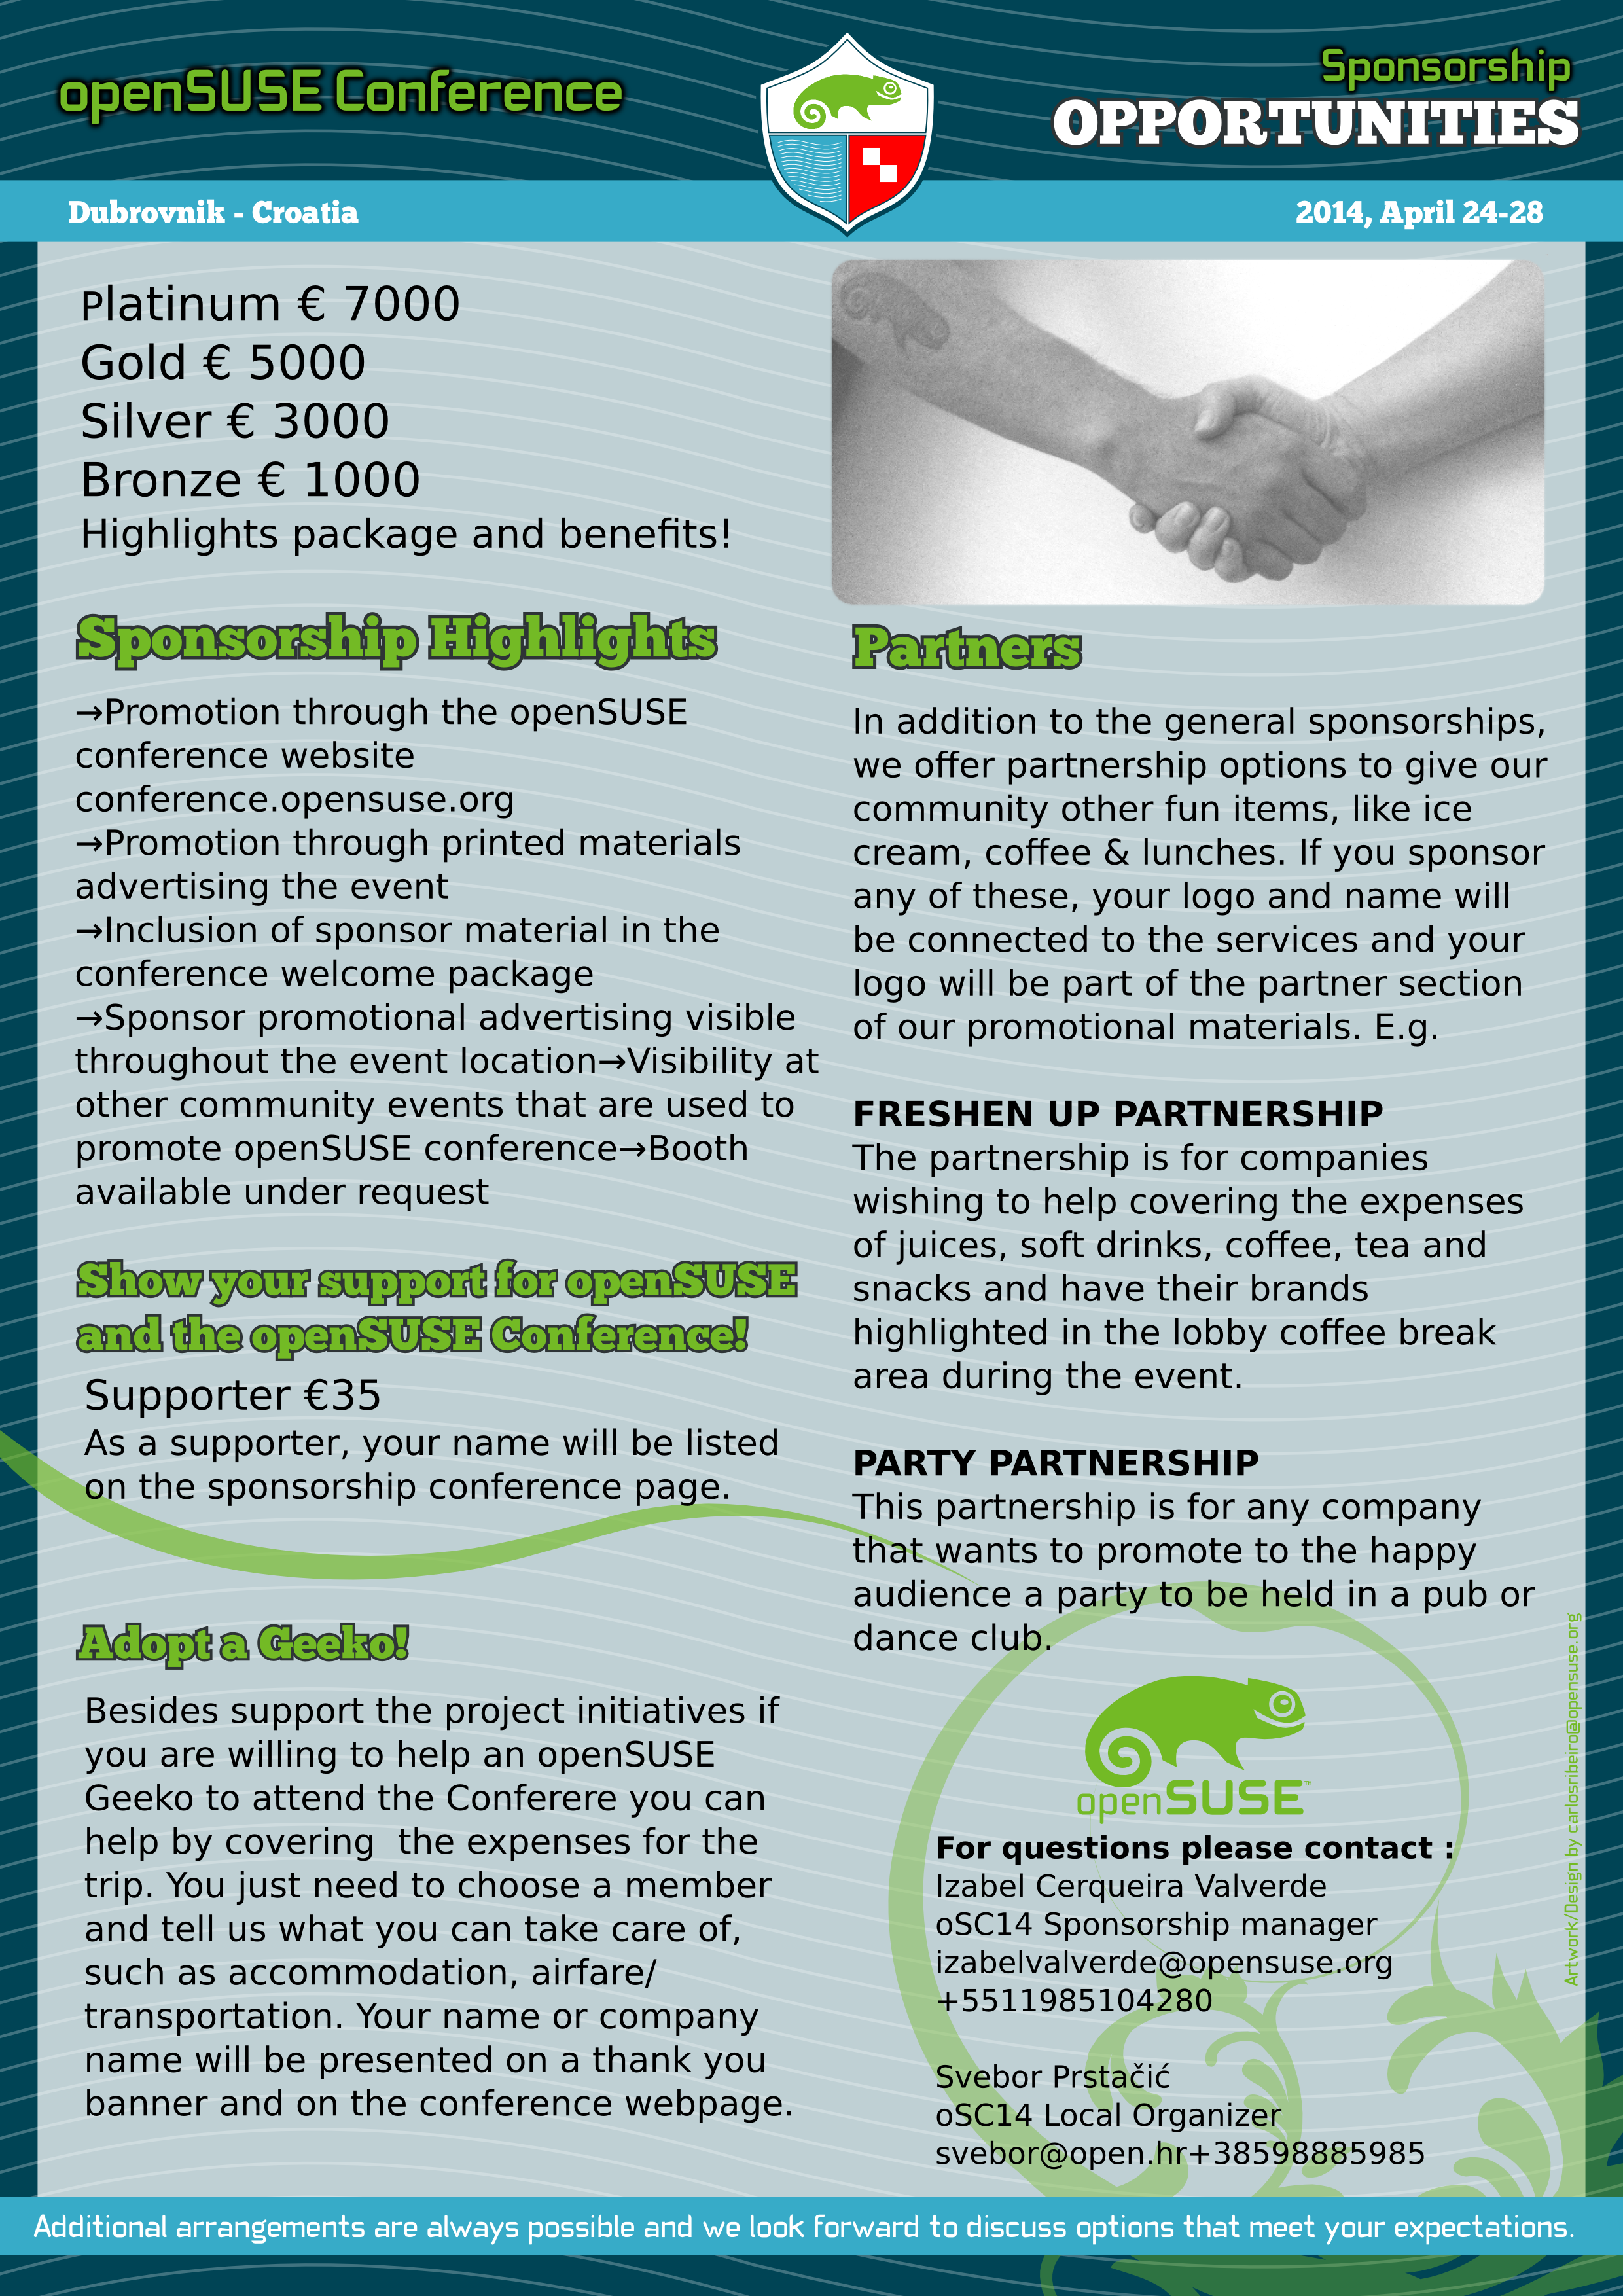 openSUSE Conference
Sponsorship
OPPORTUNITIES
Dubrovnik - Croatia
2014, April 24-28
Platinum € 7000
Gold € 5000
Silver € 3000
Bronze € 1000
Highlights package and benefits!
Sponsorship Highlights
→Promotion through the openSUSE
conference website
conference.opensuse.org
→Promotion through printed materials
advertising the event
→Inclusion of sponsor material in the
conference welcome package
→Sponsor promotional advertising visible
throughout the event location→Visibility at
other community events that are used to
promote openSUSE conference→Booth
available under request
Show your support for openSUSE
and the openSUSE Conference!
Supporter €35
As a supporter, your name will be listed
on the sponsorship conference page.
Adopt a Geeko!
Besides support the project initiatives if
you are willing to help an openSUSE
Geeko to attend the Conferere you can
help by covering  the expenses for the
trip. You just need to choose a member
and tell us what you can take care of,
such as accommodation, airfare/
transportation. Your name or company
name will be presented on a thank you
banner and on the conference webpage.
Partners
In addition to the general sponsorships,
we offer partnership options to give our
community other fun items, like ice
cream, coffee & lunches. If you sponsor
any of these, your logo and name will
be connected to the services and your
logo will be part of the partner section
of our promotional materials. E.g.
FRESHEN UP PARTNERSHIP
The partnership is for companies
wishing to help covering the expenses
of juices, soft drinks, coffee, tea and
snacks and have their brands
highlighted in the lobby coffee break
area during the event.
PARTY PARTNERSHIP
This partnership is for any company
that wants to promote to the happy
audience a party to be held in a pub or
dance club.
openSUSE™
For questions please contact :
Izabel Cerqueira Valverde
oSC14 Sponsorship manager
izabelvalverde@opensuse.org
+5511985104280
Svebor Prstačić
oSC14 Local Organizer
svebor@open.hr+38598885985
Artwork/Design by carlosribeiro@opensuse.org
Additional arrangements are always possible and we look forward to discuss options that meet your expectations.